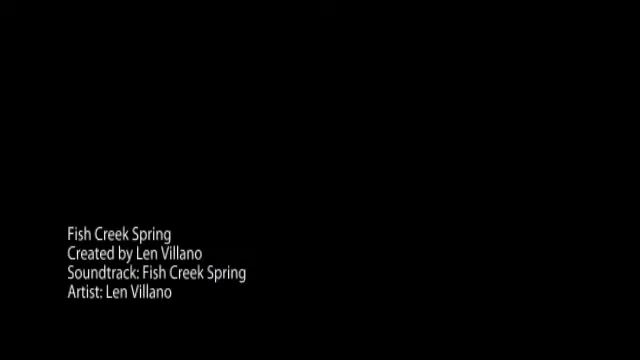 Fish Creek Spring
Created by Len Villano
Soundtrack: Fish Creek Spring
Artist: Len Villano